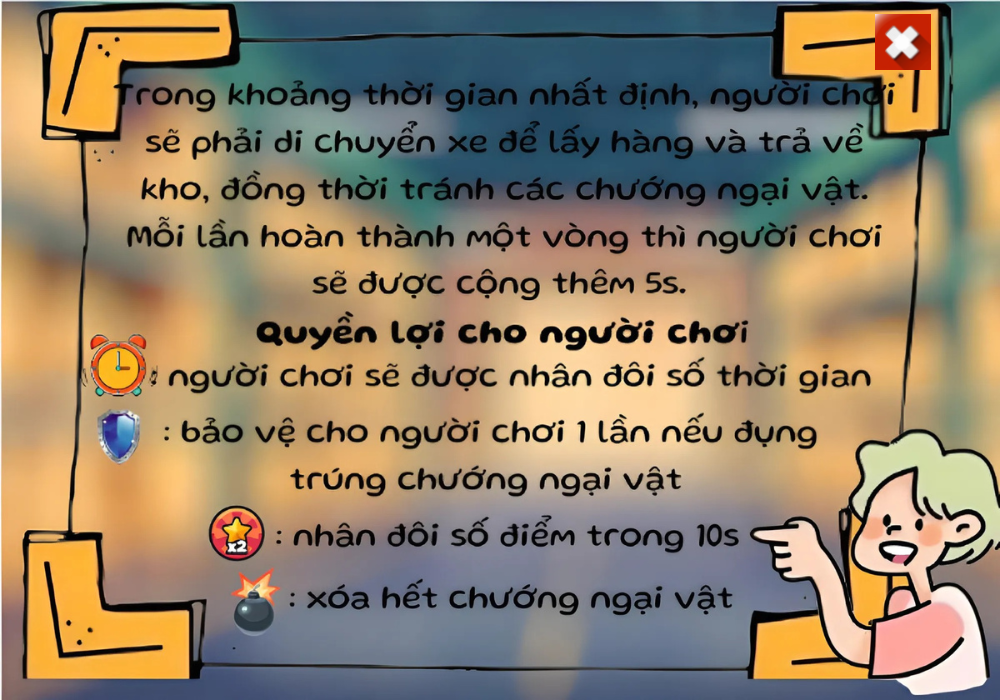 Trong khoảng thời gian nhất định, người chơi
sẽ phải di chuyển xe để lấy hàng và trả về
kho, đồng thời tránh các chướng ngại vật.
Mỗi lần hoàn thành một vòng thì người chơi
sẽ được cộng thêm 5s.
Quyền lợi cho người chơi
: người chơi sẽ được nhân đôi số thời gian
: bảo vệ cho người chơi 1 lần nếu đụng
trúng chướng ngại vật
x2 : nhân đôi số điểm trong 10s
: xóa hết chướng ngại vật